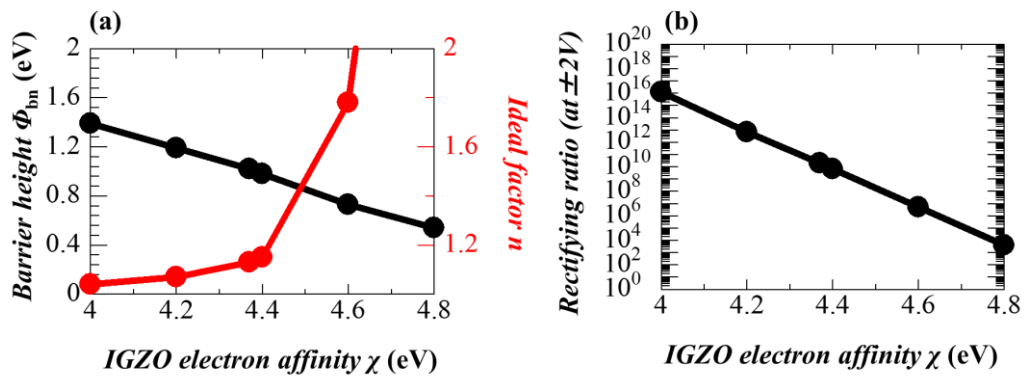 (a)
Barrier height Φbn (eV)
2
1.6
1.2
0.8
0.4
0
2
1.6
1.2
Ideal factor n
4 4.2 4.4 4.6 4.8
IGZO electron affinity χ (eV)
(b)
Rectifying ratio (at ±2V)
10^20
10^18
10^16
10^14
10^12
10^10
10^8
10^6
10^4
10^2
10^0
4 4.2 4.4 4.6 4.8
IGZO electron affinity χ (eV)